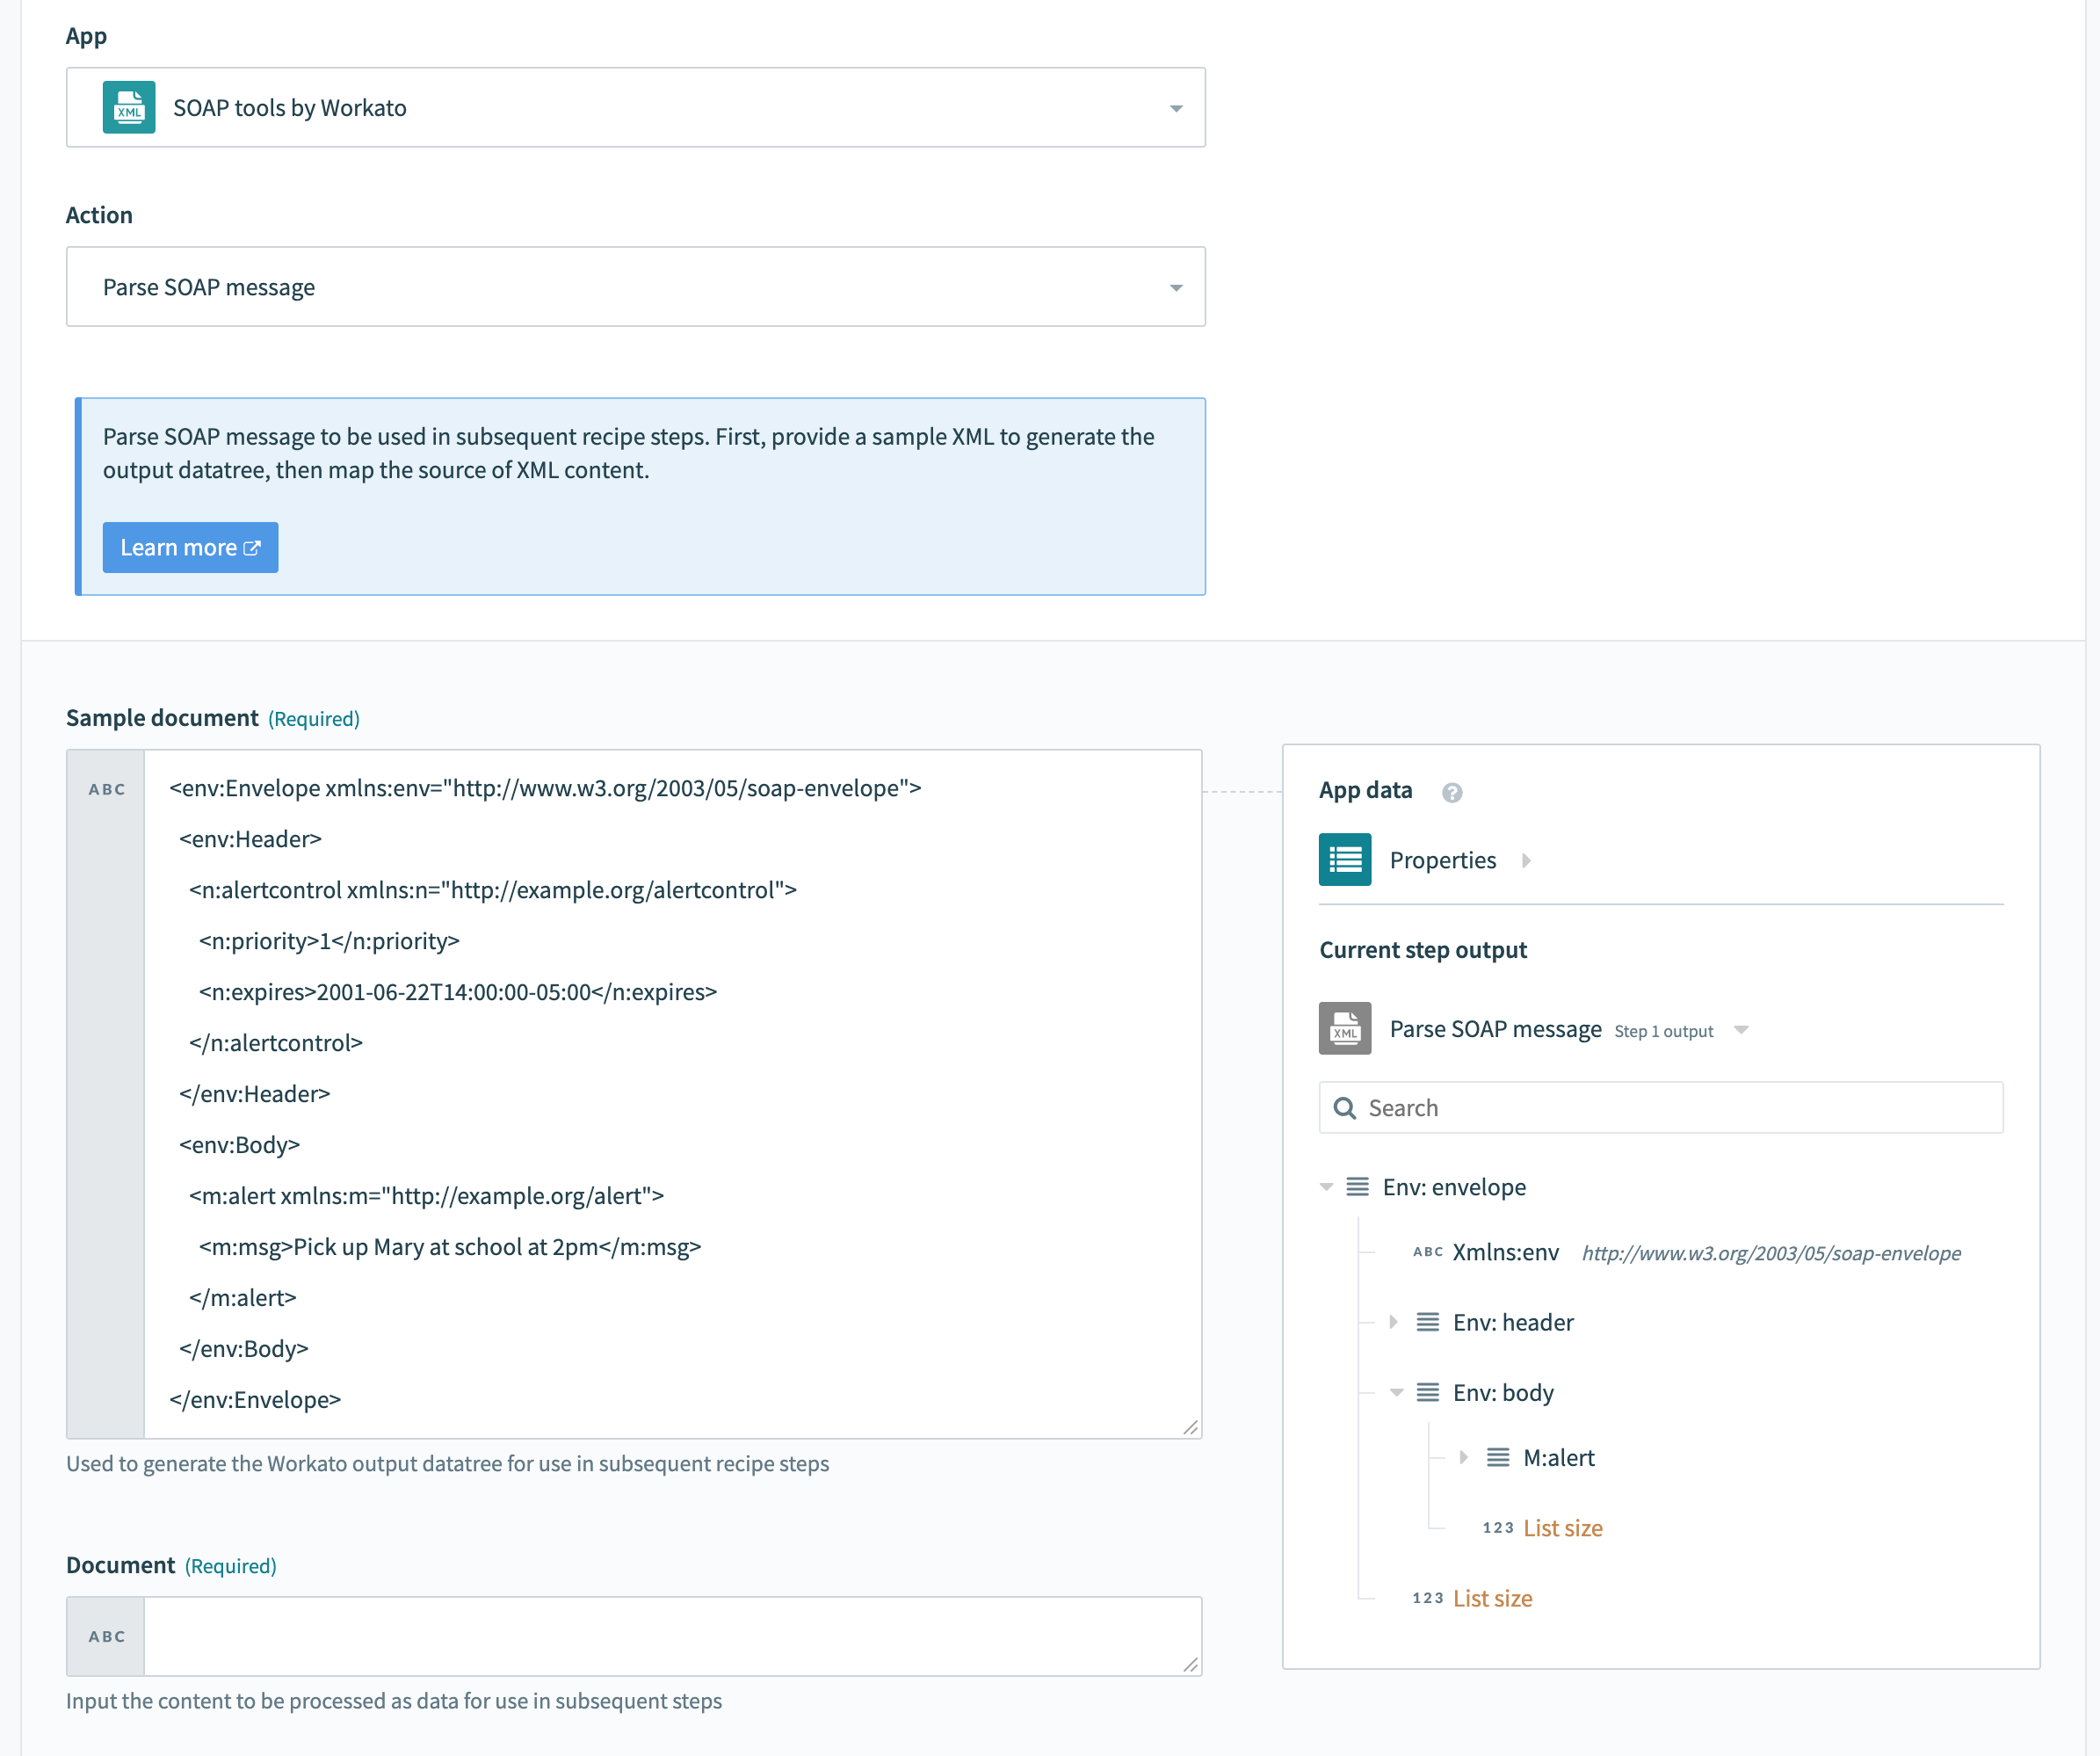 App
XML
SOAP tools by Workato
Action
Parse SOAP message
Parse SOAP message to be used in subsequent recipe steps. First, provide a sample XML to generate the
output datatree, then map the source of XML content.
Learn more
Sample document (Required)
ABC
<env:Envelope xmlns:env="http://www.w3.org/2003/05/soap-envelope">
<env:Header>
<n:alertcontrol xmlns:n="http://example.org/alertcontrol">
<n:priority>1</n:priority>
<n:expires>2001-06-22T14:00:00-05:00</n:expires>
</n:alertcontrol>
</env:Header>
<env:Body>
<m:alert xmlns:m="http://example.org/alert">
<m:msg>Pick up Mary at school at 2pm</m:msg>
</m:alert>
</env:Body>
</env:Envelope>
Used to generate the Workato output datatree for use in subsequent recipe steps
Document (Required)
ABC
Input the content to be processed as data for use in subsequent steps
App data ?
Properties
Current step output
XML
Parse SOAP message Step 1 output
Search
Env: envelope
ABC Xmlns:env http://www.w3.org/2003/05/soap-envelope
Env: header
Env: body
M:alert
123 List size
123 List size